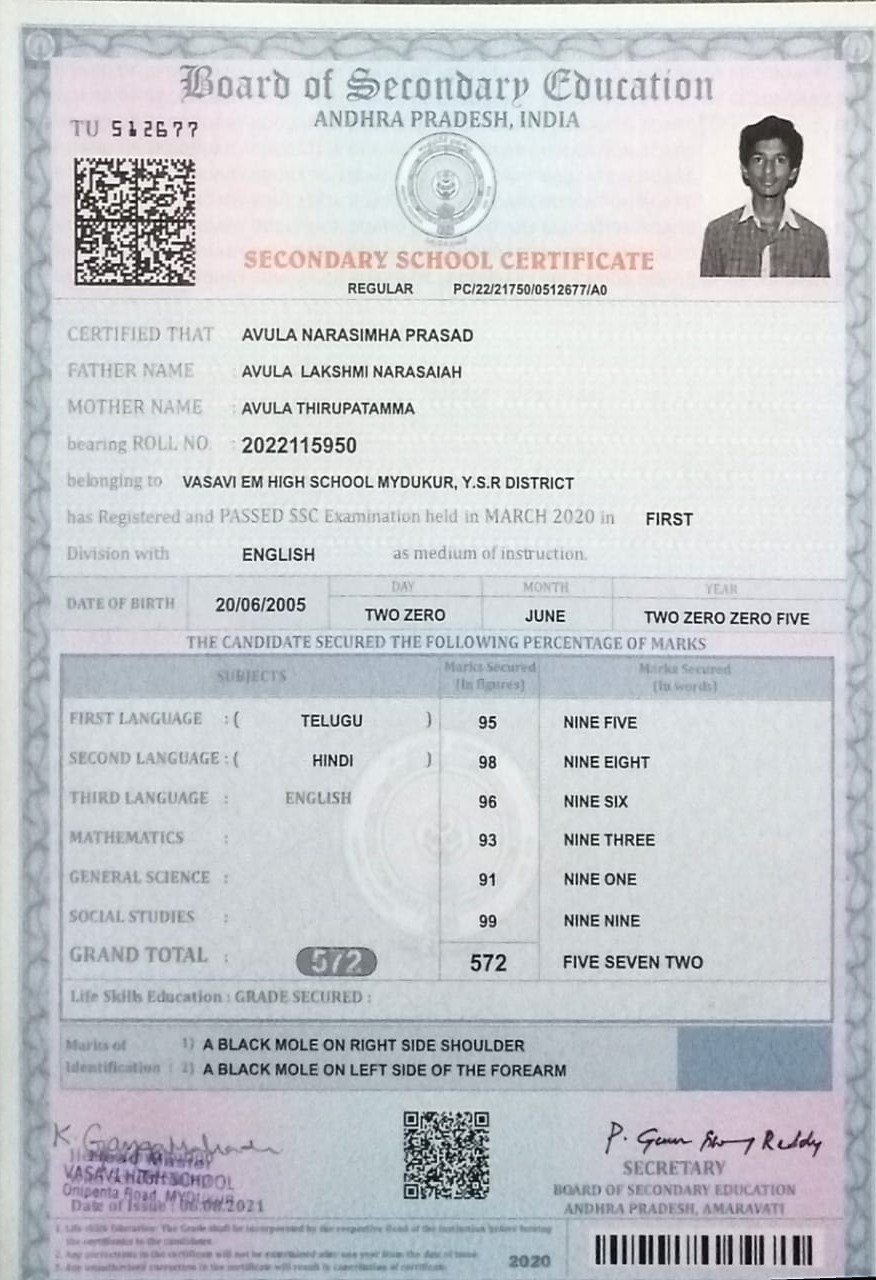 Board of Secondary Education
ANDHRA PRADESH, INDIA
TU 512677
SECONDARY SCHOOL CERTIFICATE
REGULAR PC/22/21750/0512677/A0
CERTIFIED THAT AVULA NARASIMHA PRASAD
FATHER NAME : AVULA LAKSHMI NARASAIAH
MOTHER NAME : AVULA THIRUPATAMMA
bearing ROLL NO. : 2022115950
belonging to VASAVI EM HIGH SCHOOL MYDUKUR, Y.S.R DISTRICT
has Registered and PASSED SSC Examination held in MARCH 2020 in FIRST
Division with ENGLISH as medium of instruction.
DATE OF BIRTH 20/06/2005 DAY MONTH YEAR
TWO ZERO JUNE TWO ZERO ZERO FIVE
THE CANDIDATE SECURED THE FOLLOWING PERCENTAGE OF MARKS
SUBJECTS Marks Secured (In figures) Marks Secured (In words)
FIRST LANGUAGE : ( TELUGU ) 95 NINE FIVE
SECOND LANGUAGE : ( HINDI ) 98 NINE EIGHT
THIRD LANGUAGE : ENGLISH 96 NINE SIX
MATHEMATICS : 93 NINE THREE
GENERAL SCIENCE : 91 NINE ONE
SOCIAL STUDIES : 99 NINE NINE
GRAND TOTAL : 572 572 FIVE SEVEN TWO
Life Skills Education : GRADE SECURED :
Marks of 1) A BLACK MOLE ON RIGHT SIDE SHOULDER
Identification : 2) A BLACK MOLE ON LEFT SIDE OF THE FOREARM
Head Master
VASAVI HIGH SCHOOL
Onipenta Road, MYDUKUR
Date of Issue : 06.08.2021
Reddy
SECRETARY
BOARD OF SECONDARY EDUCATION
ANDHRA PRADESH, AMARAVATI
1. Life Skills Education: The Grade shall be incorporated by the respective Head of the Institution before issuing
the certificates to the candidates.
2. Any corrections in the certificate will not be entertained after one year from the date of issue.
3. Any unauthorised correction in the certificate will result in cancellation of certificate.
2020